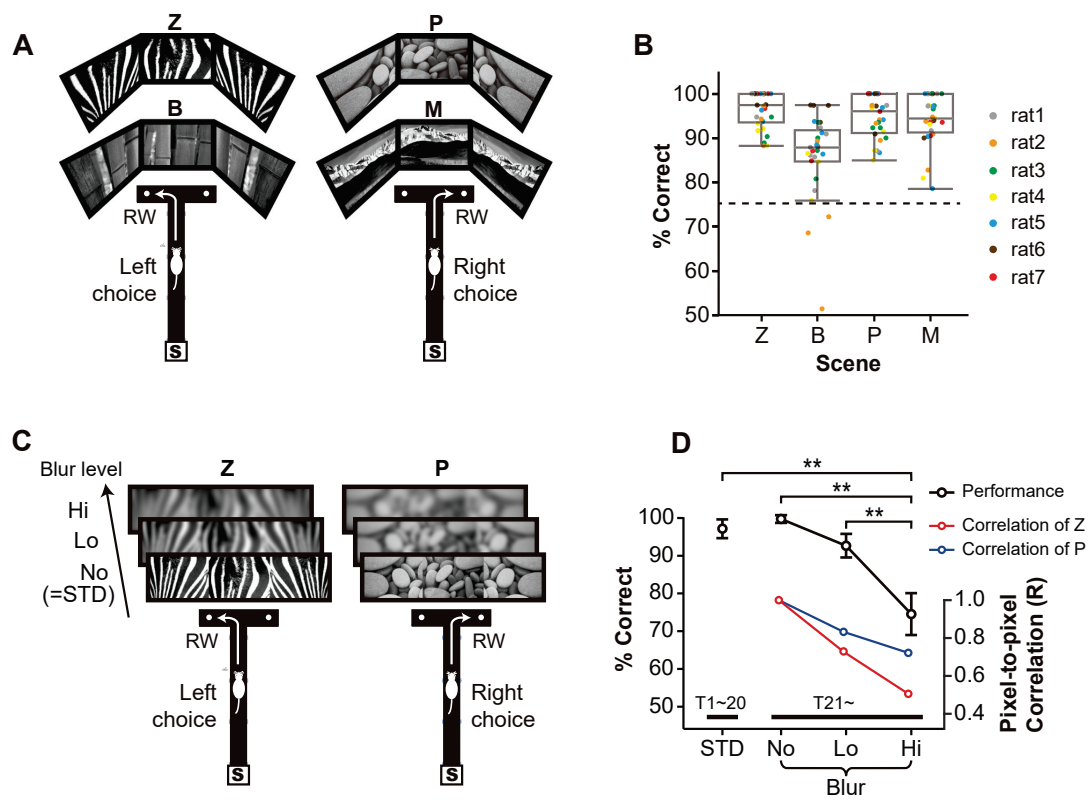 A
Z
P
B
M
RW
RW
Left
choice
Right
choice
S
S
B
% Correct
100
90
80
70
60
50
Z
B
P
M
Scene
rat1
rat2
rat3
rat4
rat5
rat6
rat7
C
Blur level
Z
P
Hi
Lo
No
(=STD)
RW
RW
Left
choice
Right
choice
S
S
D
**
**
**
Performance
Correlation of Z
Correlation of P
% Correct
100
90
80
70
60
50
1.0
0.8
0.6
0.4
Pixel-to-pixel
Correlation (R)
T1~20
T21~
STD
No
Lo
Hi
Blur